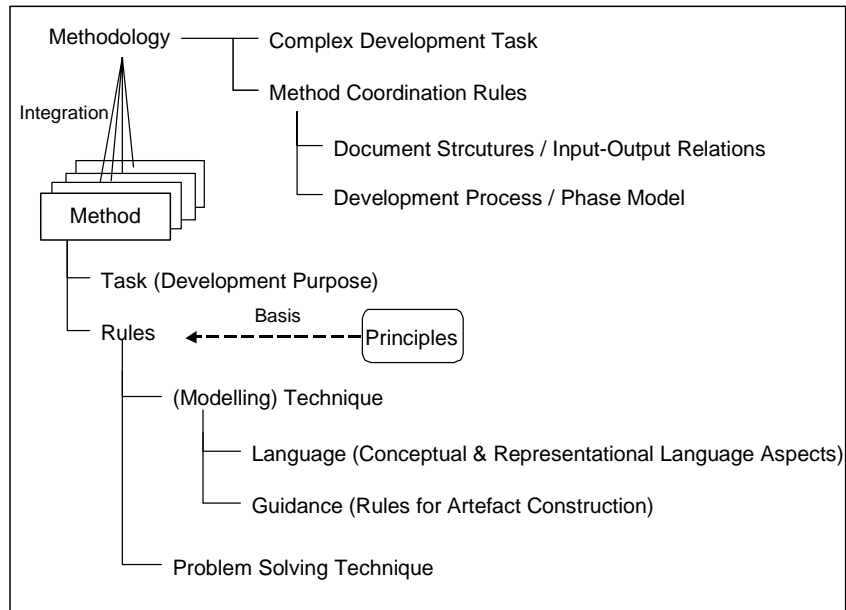 Methodology
Complex Development Task
Method Coordination Rules
Integration
Document Strcutures / Input-Output Relations
Development Process / Phase Model
Method
Task (Development Purpose)
Rules
Basis
Principles
(Modelling) Technique
Language (Conceptual & Representational Language Aspects)
Guidance (Rules for Artefact Construction)
Problem Solving Technique